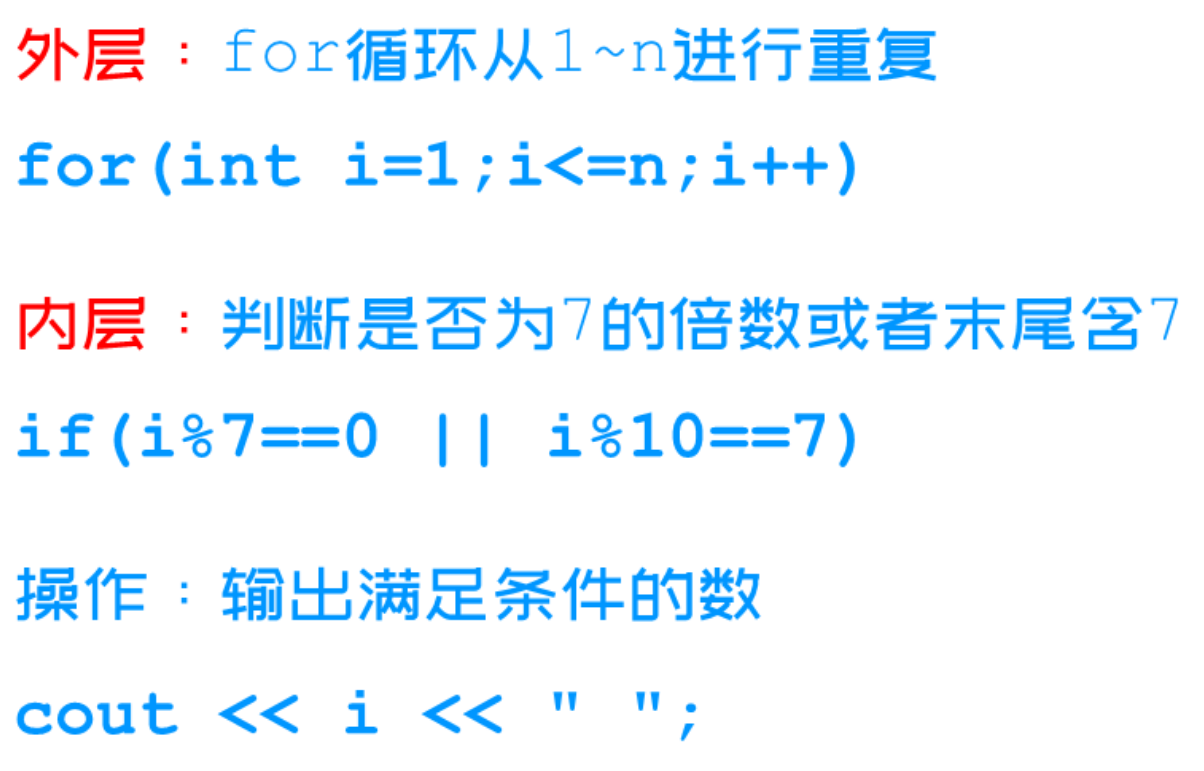 外层：for循环从1~n进行重复
for(int i=1;i<=n;i++)
内层：判断是否为7的倍数或者末尾含7
if(i%7==0 || i%10==7)
操作：输出满足条件的数
cout << i << " ";